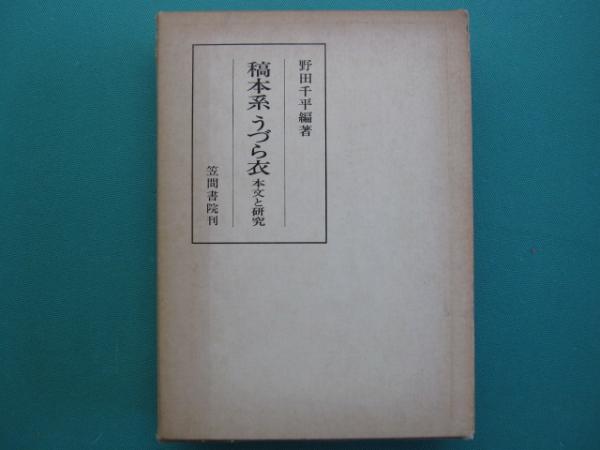 野田千平編著
稿本系うづら衣 本文と研究
笠間書院刊